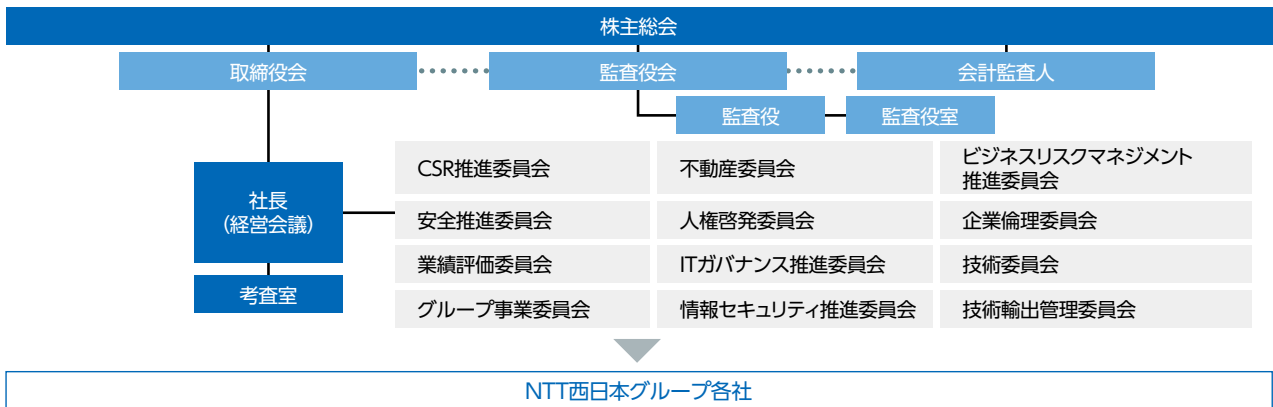 株主総会
取締役会
監査役会
会計監査人
監査役
監査役室
社長
(経営会議)
考査室
CSR推進委員会
不動産委員会
ビジネスリスクマネジメント
推進委員会
安全推進委員会
人権啓発委員会
企業倫理委員会
業績評価委員会
ITガバナンス推進委員会
技術委員会
グループ事業委員会
情報セキュリティ推進委員会
技術輸出管理委員会
NTT西日本グループ各社